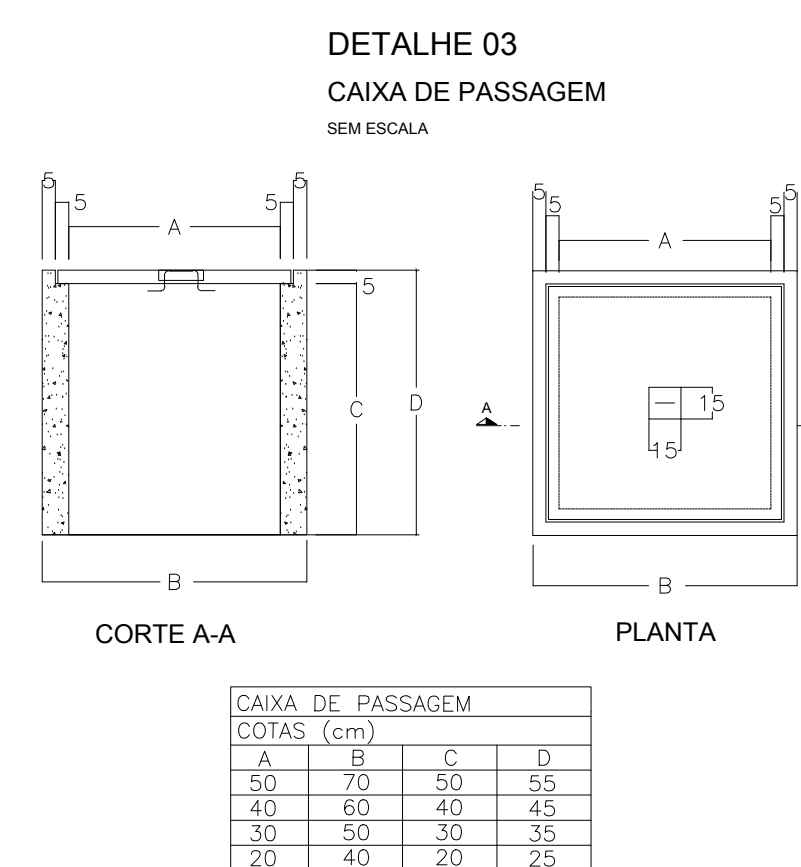 DETALHE 03
CAIXA DE PASSAGEM
SEM ESCALA
5 5 A 5 5
5
C
D
B
CORTE A-A
5 5 A 5 5
A
15
15
B
PLANTA
CAIXA DE PASSAGEM
COTAS (cm)
A B C D
50 70 50 55
40 60 40 45
30 50 30 35
20 40 20 25